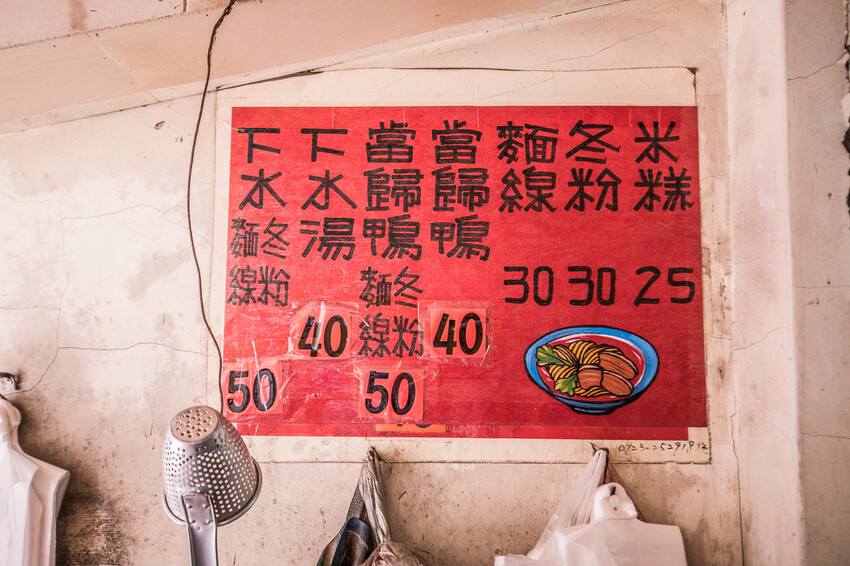 米糕 25
冬粉 30
麵線 30
當歸鴨 40
當歸鴨 冬粉 麵線 50
下水湯 40
下水 冬粉 麵線 50